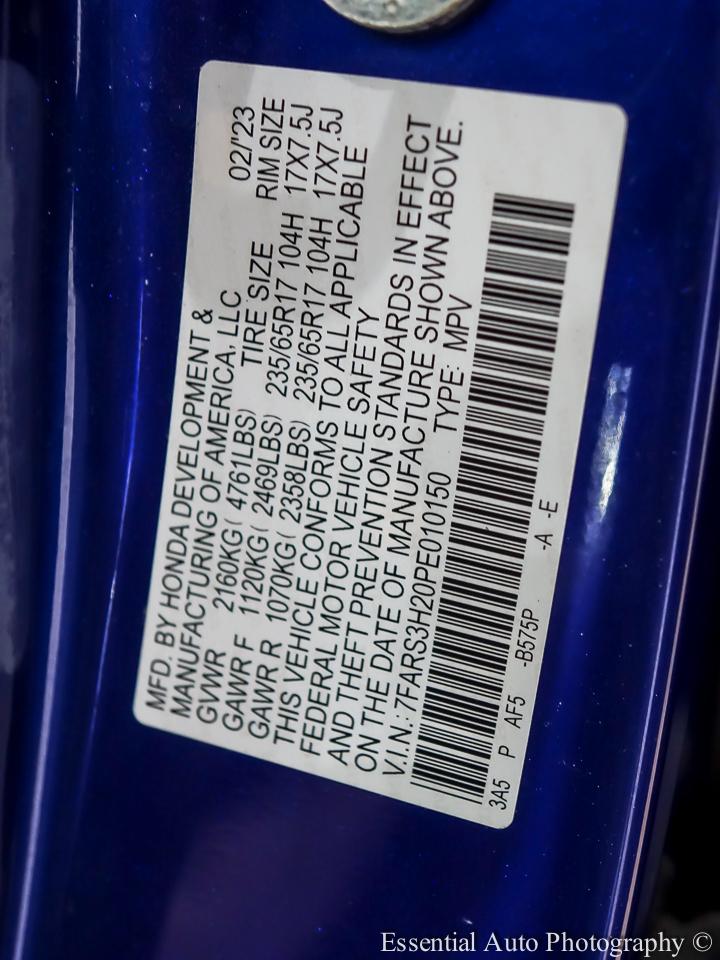 MFD. BY HONDA DEVELOPMENT &
MANUFACTURING OF AMERICA, LLC 02/'23
GVWR 2160KG( 4761LBS) TIRE SIZE RIM SIZE
GAWR F 1120KG( 2469LBS) 235/65R17 104H 17X7.5J
GAWR R 1070KG( 2358LBS) 235/65R17 104H 17X7.5J
THIS VEHICLE CONFORMS TO ALL APPLICABLE
FEDERAL MOTOR VEHICLE SAFETY
AND THEFT PREVENTION STANDARDS IN EFFECT
ON THE DATE OF MANUFACTURE SHOWN ABOVE.
V.I.N.: 7FARS3H20PE010150 TYPE: MPV
3A5 P AF5 -B575P -A -E
Essential Auto Photography ©